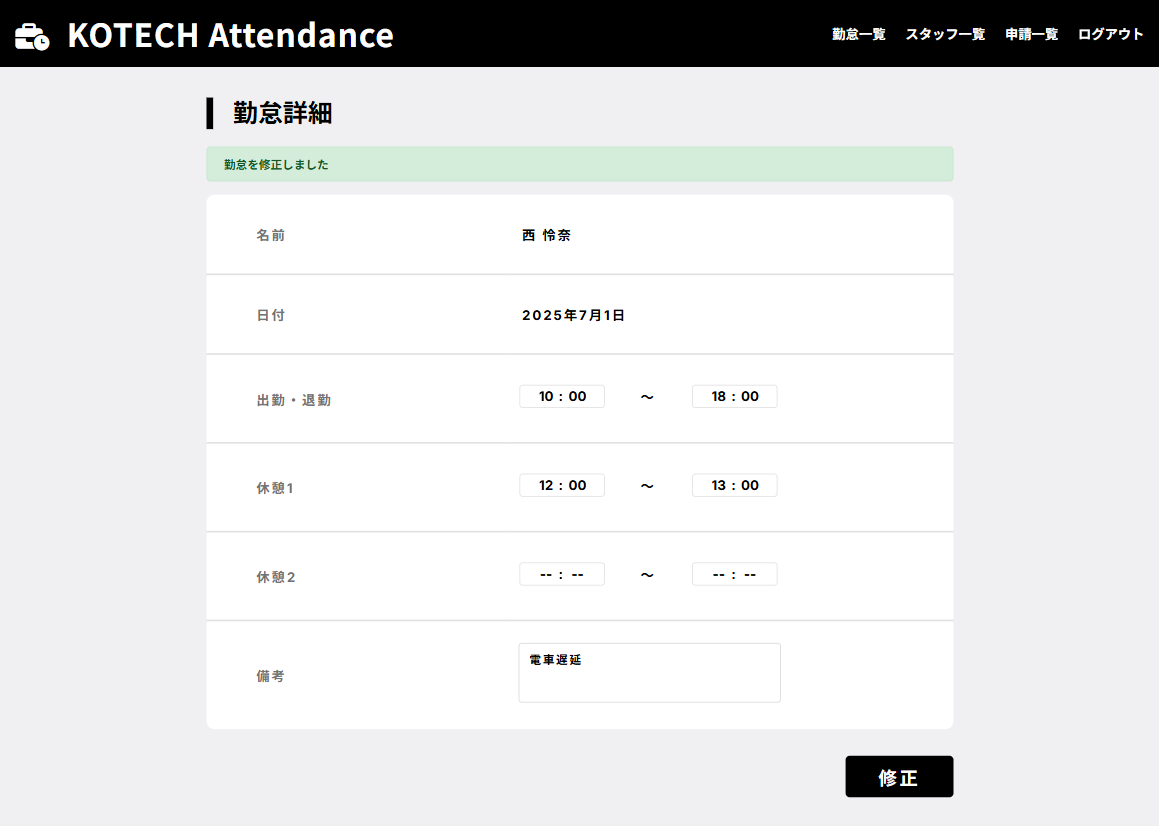 KOTECH Attendance
勤怠一覧 スタッフ一覧 申請一覧 ログアウト
勤怠詳細
勤怠を修正しました
名前 西 怜奈
日付 2025年7月1日
出勤・退勤 10 : 00 〜 18 : 00
休憩1 12 : 00 〜 13 : 00
休憩2 -- : -- 〜 -- : --
備考 電車遅延
修正